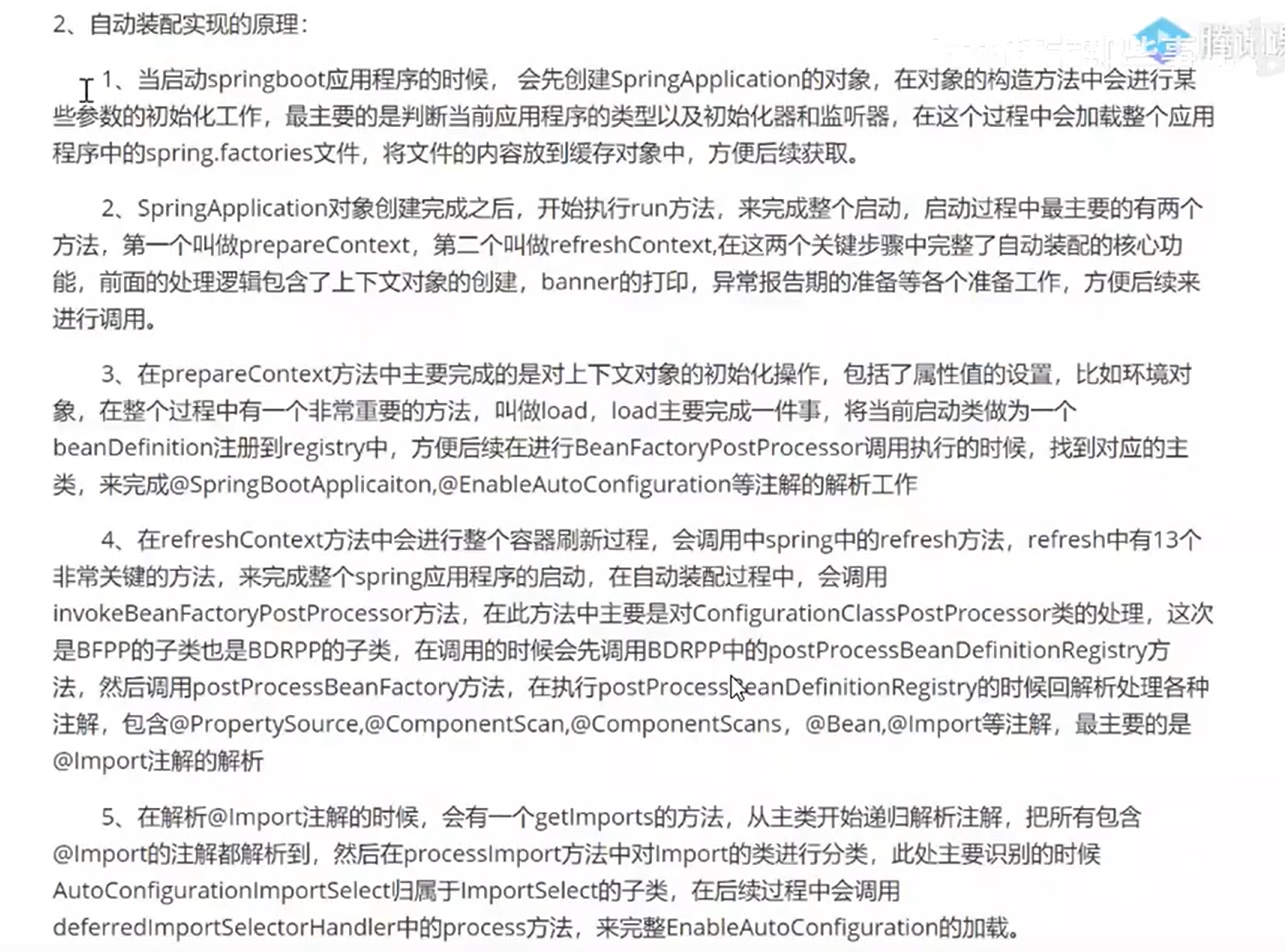 2、自动装配实现的原理：
1、当启动springboot应用程序的时候， 会先创建SpringApplication的对象，在对象的构造方法中会进行某
些参数的初始化工作，最主要的是判断当前应用程序的类型以及初始化器和监听器，在这个过程中会加载整个应用
程序中的spring.factories文件，将文件的内容放到缓存对象中，方便后续获取。
2、SpringApplication对象创建完成之后，开始执行run方法，来完成整个启动，启动过程中最主要的有两个
方法，第一个叫做prepareContext，第二个叫做refreshContext,在这两个关键步骤中完整了自动装配的核心功
能，前面的处理逻辑包含了上下文对象的创建，banner的打印，异常报告期的准备等各个准备工作，方便后续来
进行调用。
3、在prepareContext方法中主要完成的是对上下文对象的初始化操作，包括了属性值的设置，比如环境对
象，在整个过程中有一个非常重要的方法，叫做load，load主要完成一件事，将当前启动类做为一个
beanDefinition注册到registry中，方便后续在进行BeanFactoryPostProcessor调用执行的时候，找到对应的主
类，来完成@SpringBootApplicaiton,@EnableAutoConfiguration等注解的解析工作
4、在refreshContext方法中会进行整个容器刷新过程，会调用中spring中的refresh方法，refresh中有13个
非常关键的方法，来完成整个spring应用程序的启动，在自动装配过程中，会调用
invokeBeanFactoryPostProcessor方法，在此方法中主要是对ConfigurationClassPostProcessor类的处理，这次
是BFPP的子类也是BDRPP的子类，在调用的时候会先调用BDRPP中的postProcessBeanDefinitionRegistry方
法，然后调用postProcessBeanFactory方法，在执行postProcessBeanDefinitionRegistry的时候回解析处理各种
注解，包含@PropertySource,@ComponentScan,@ComponentScans，@Bean,@Import等注解，最主要的是
@Import注解的解析
5、在解析@Import注解的时候，会有一个getImports的方法，从主类开始递归解析注解，把所有包含
@Import的注解都解析到，然后在processImport方法中对Import的类进行分类，此处主要识别的时候
AutoConfigurationImportSelect归属于ImportSelect的子类，在后续过程中会调用
deferredImportSelectorHandler中的process方法，来完整EnableAutoConfiguration的加载。